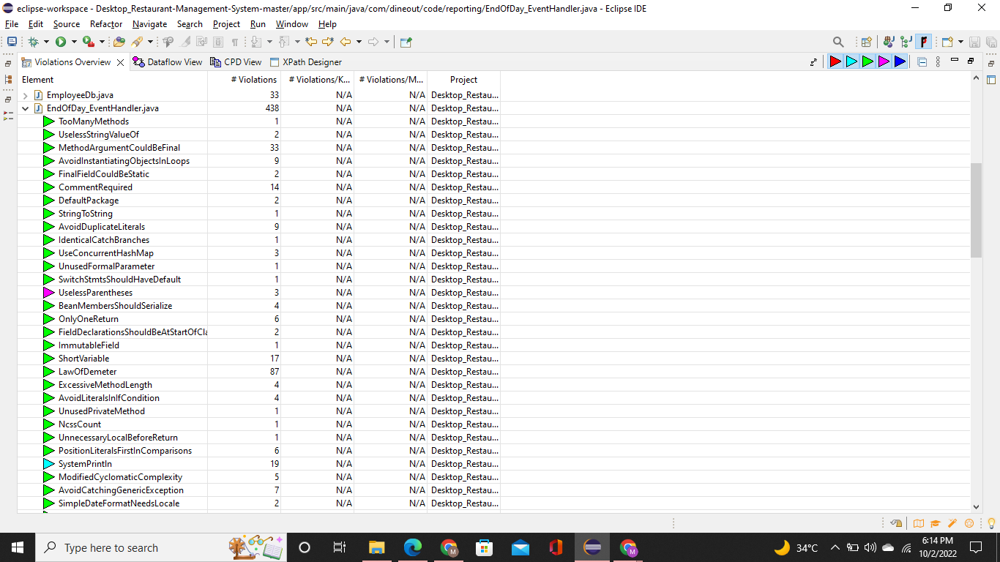 eclipse-workspace - Desktop_Restaurant-Management-System-master/app/src/main/java/com/dineout/code/reporting/EndOfDay_EventHandler.java - Eclipse IDE
File Edit Source Refactor Navigate Search Project Run Window Help
Violations Overview Dataflow View CPD View XPath Designer
Element # Violations # Violations/K... # Violations/M... Project
EmployeeDb.java 33 N/A N/A Desktop_Restau...
EndOfDay_EventHandler.java 438 N/A N/A Desktop_Restau...
TooManyMethods 1 N/A N/A Desktop_Restau...
UselessStringValueOf 2 N/A N/A Desktop_Restau...
MethodArgumentCouldBeFinal 33 N/A N/A Desktop_Restau...
AvoidInstantiatingObjectsInLoops 9 N/A N/A Desktop_Restau...
FinalFieldCouldBeStatic 2 N/A N/A Desktop_Restau...
CommentRequired 14 N/A N/A Desktop_Restau...
DefaultPackage 2 N/A N/A Desktop_Restau...
StringToString 1 N/A N/A Desktop_Restau...
AvoidDuplicateLiterals 9 N/A N/A Desktop_Restau...
IdenticalCatchBranches 1 N/A N/A Desktop_Restau...
UseConcurrentHashMap 3 N/A N/A Desktop_Restau...
UnusedFormalParameter 1 N/A N/A Desktop_Restau...
SwitchStmtsShouldHaveDefault 1 N/A N/A Desktop_Restau...
UselessParentheses 3 N/A N/A Desktop_Restau...
BeanMembersShouldSerialize 4 N/A N/A Desktop_Restau...
OnlyOneReturn 6 N/A N/A Desktop_Restau...
FieldDeclarationsShouldBeAtStartOfCla 2 N/A N/A Desktop_Restau...
ImmutableField 1 N/A N/A Desktop_Restau...
ShortVariable 17 N/A N/A Desktop_Restau...
LawOfDemeter 87 N/A N/A Desktop_Restau...
ExcessiveMethodLength 4 N/A N/A Desktop_Restau...
AvoidLiteralsInIfCondition 4 N/A N/A Desktop_Restau...
UnusedPrivateMethod 1 N/A N/A Desktop_Restau...
NcssCount 1 N/A N/A Desktop_Restau...
UnnecessaryLocalBeforeReturn 1 N/A N/A Desktop_Restau...
PositionLiteralsFirstInComparisons 6 N/A N/A Desktop_Restau...
SystemPrintln 19 N/A N/A Desktop_Restau...
ModifiedCyclomaticComplexity 5 N/A N/A Desktop_Restau...
AvoidCatchingGenericException 7 N/A N/A Desktop_Restau...
SimpleDateFormatNeedsLocale 2 N/A N/A Desktop_Restau...
Type here to search
34°C
6:14 PM
10/2/2022